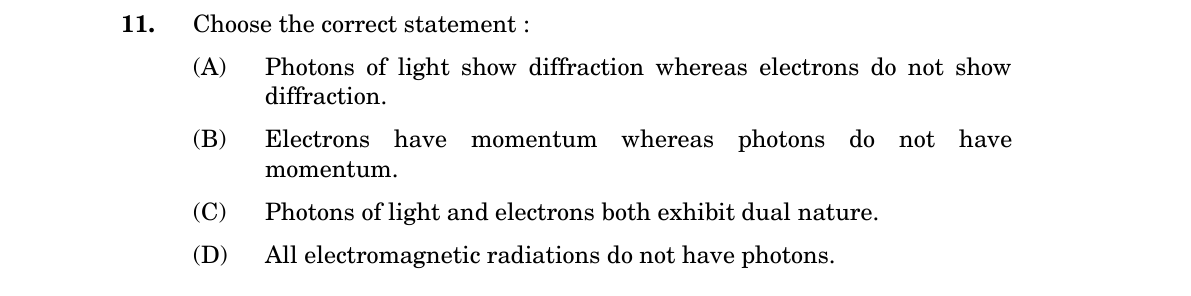 11. Choose the correct statement :
(A) Photons of light show diffraction whereas electrons do not show
diffraction.
(B) Electrons have momentum whereas photons do not have
momentum.
(C) Photons of light and electrons both exhibit dual nature.
(D) All electromagnetic radiations do not have photons.